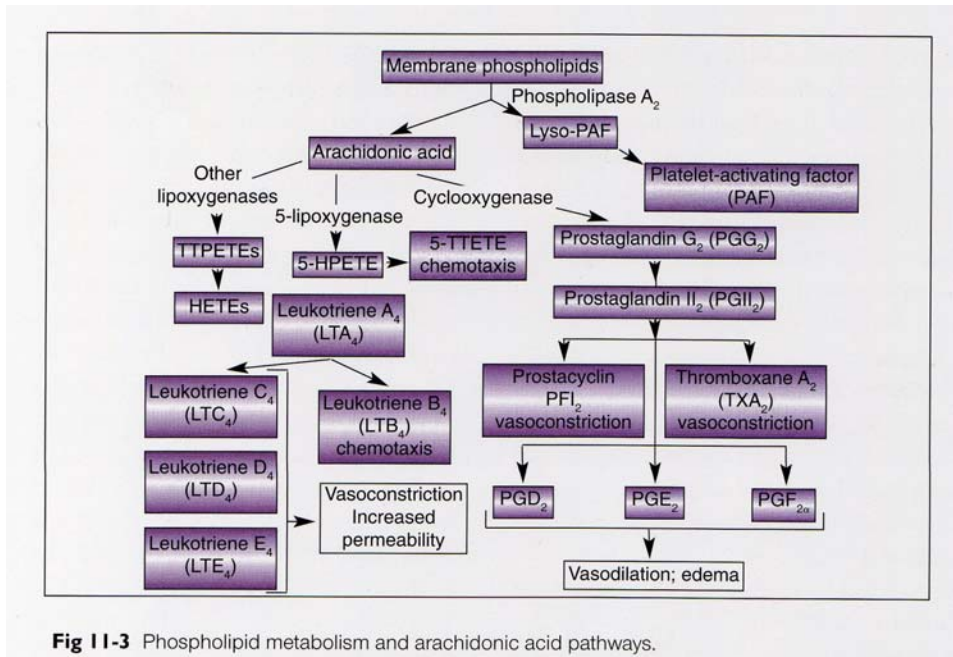 Membrane phospholipids
Phospholipase A₂
Lyso-PAF
Arachidonic acid
Platelet-activating factor
(PAF)
Other
lipoxygenases
5-lipoxygenase
Cyclooxygenase
TTPETEs
5-HPETE
5-TTETE
chemotaxis
Prostaglandin G₂ (PGG₂)
HETEs
Prostaglandin II₂ (PGII₂)
Leukotriene A₄
(LTA₄)
Leukotriene C₄
(LTC₄)
Leukotriene B₄
(LTB₄)
chemotaxis
Prostacyclin
PFI₂
vasoconstriction
Thromboxane A₂
(TXA₂)
vasoconstriction
Leukotriene D₄
(LTD₄)
Vasoconstriction
Increased
permeability
PGD₂
PGE₂
PGF₂α
Leukotriene E₄
(LTE₄)
Vasodilation; edema
Fig 11-3 Phospholipid metabolism and arachidonic acid pathways.